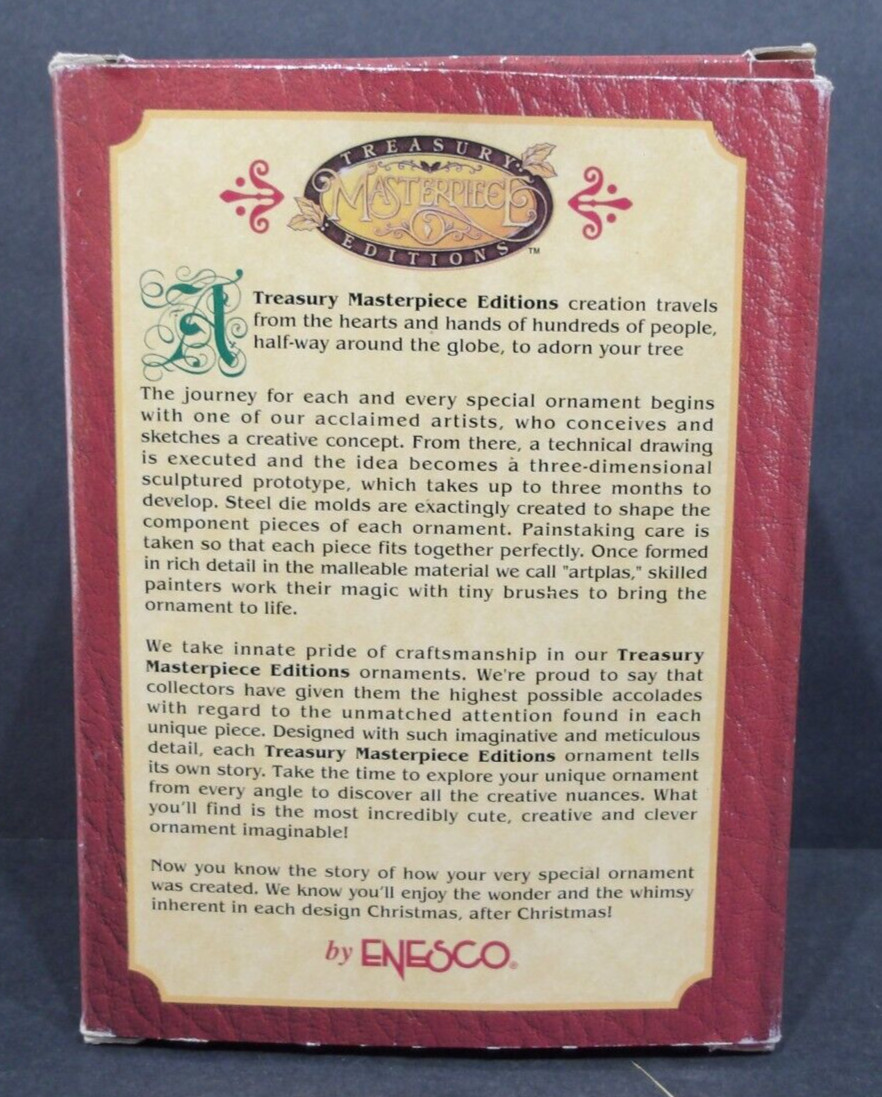 TREASURY
MASTERPIECE
EDITIONS™
A Treasury Masterpiece Editions creation travels
from the hearts and hands of hundreds of people,
half-way around the globe, to adorn your tree
The journey for each and every special ornament begins
with one of our acclaimed artists, who conceives and
sketches a creative concept. From there, a technical drawing
is executed and the idea becomes a three-dimensional
sculptured prototype, which takes up to three months to
develop. Steel die molds are exactingly created to shape the
component pieces of each ornament. Painstaking care is
taken so that each piece fits together perfectly. Once formed
in rich detail in the malleable material we call "artplas," skilled
painters work their magic with tiny brushes to bring the
ornament to life.
We take innate pride of craftsmanship in our Treasury
Masterpiece Editions ornaments. We're proud to say that
collectors have given them the highest possible accolades
with regard to the unmatched attention found in each
unique piece. Designed with such imaginative and meticulous
detail, each Treasury Masterpiece Editions ornament tells
its own story. Take the time to explore your unique ornament
from every angle to discover all the creative nuances. What
you'll find is the most incredibly cute, creative and clever
ornament imaginable!
Now you know the story of how your very special ornament
was created. We know you'll enjoy the wonder and the whimsy
inherent in each design Christmas, after Christmas!
by ENESCO®